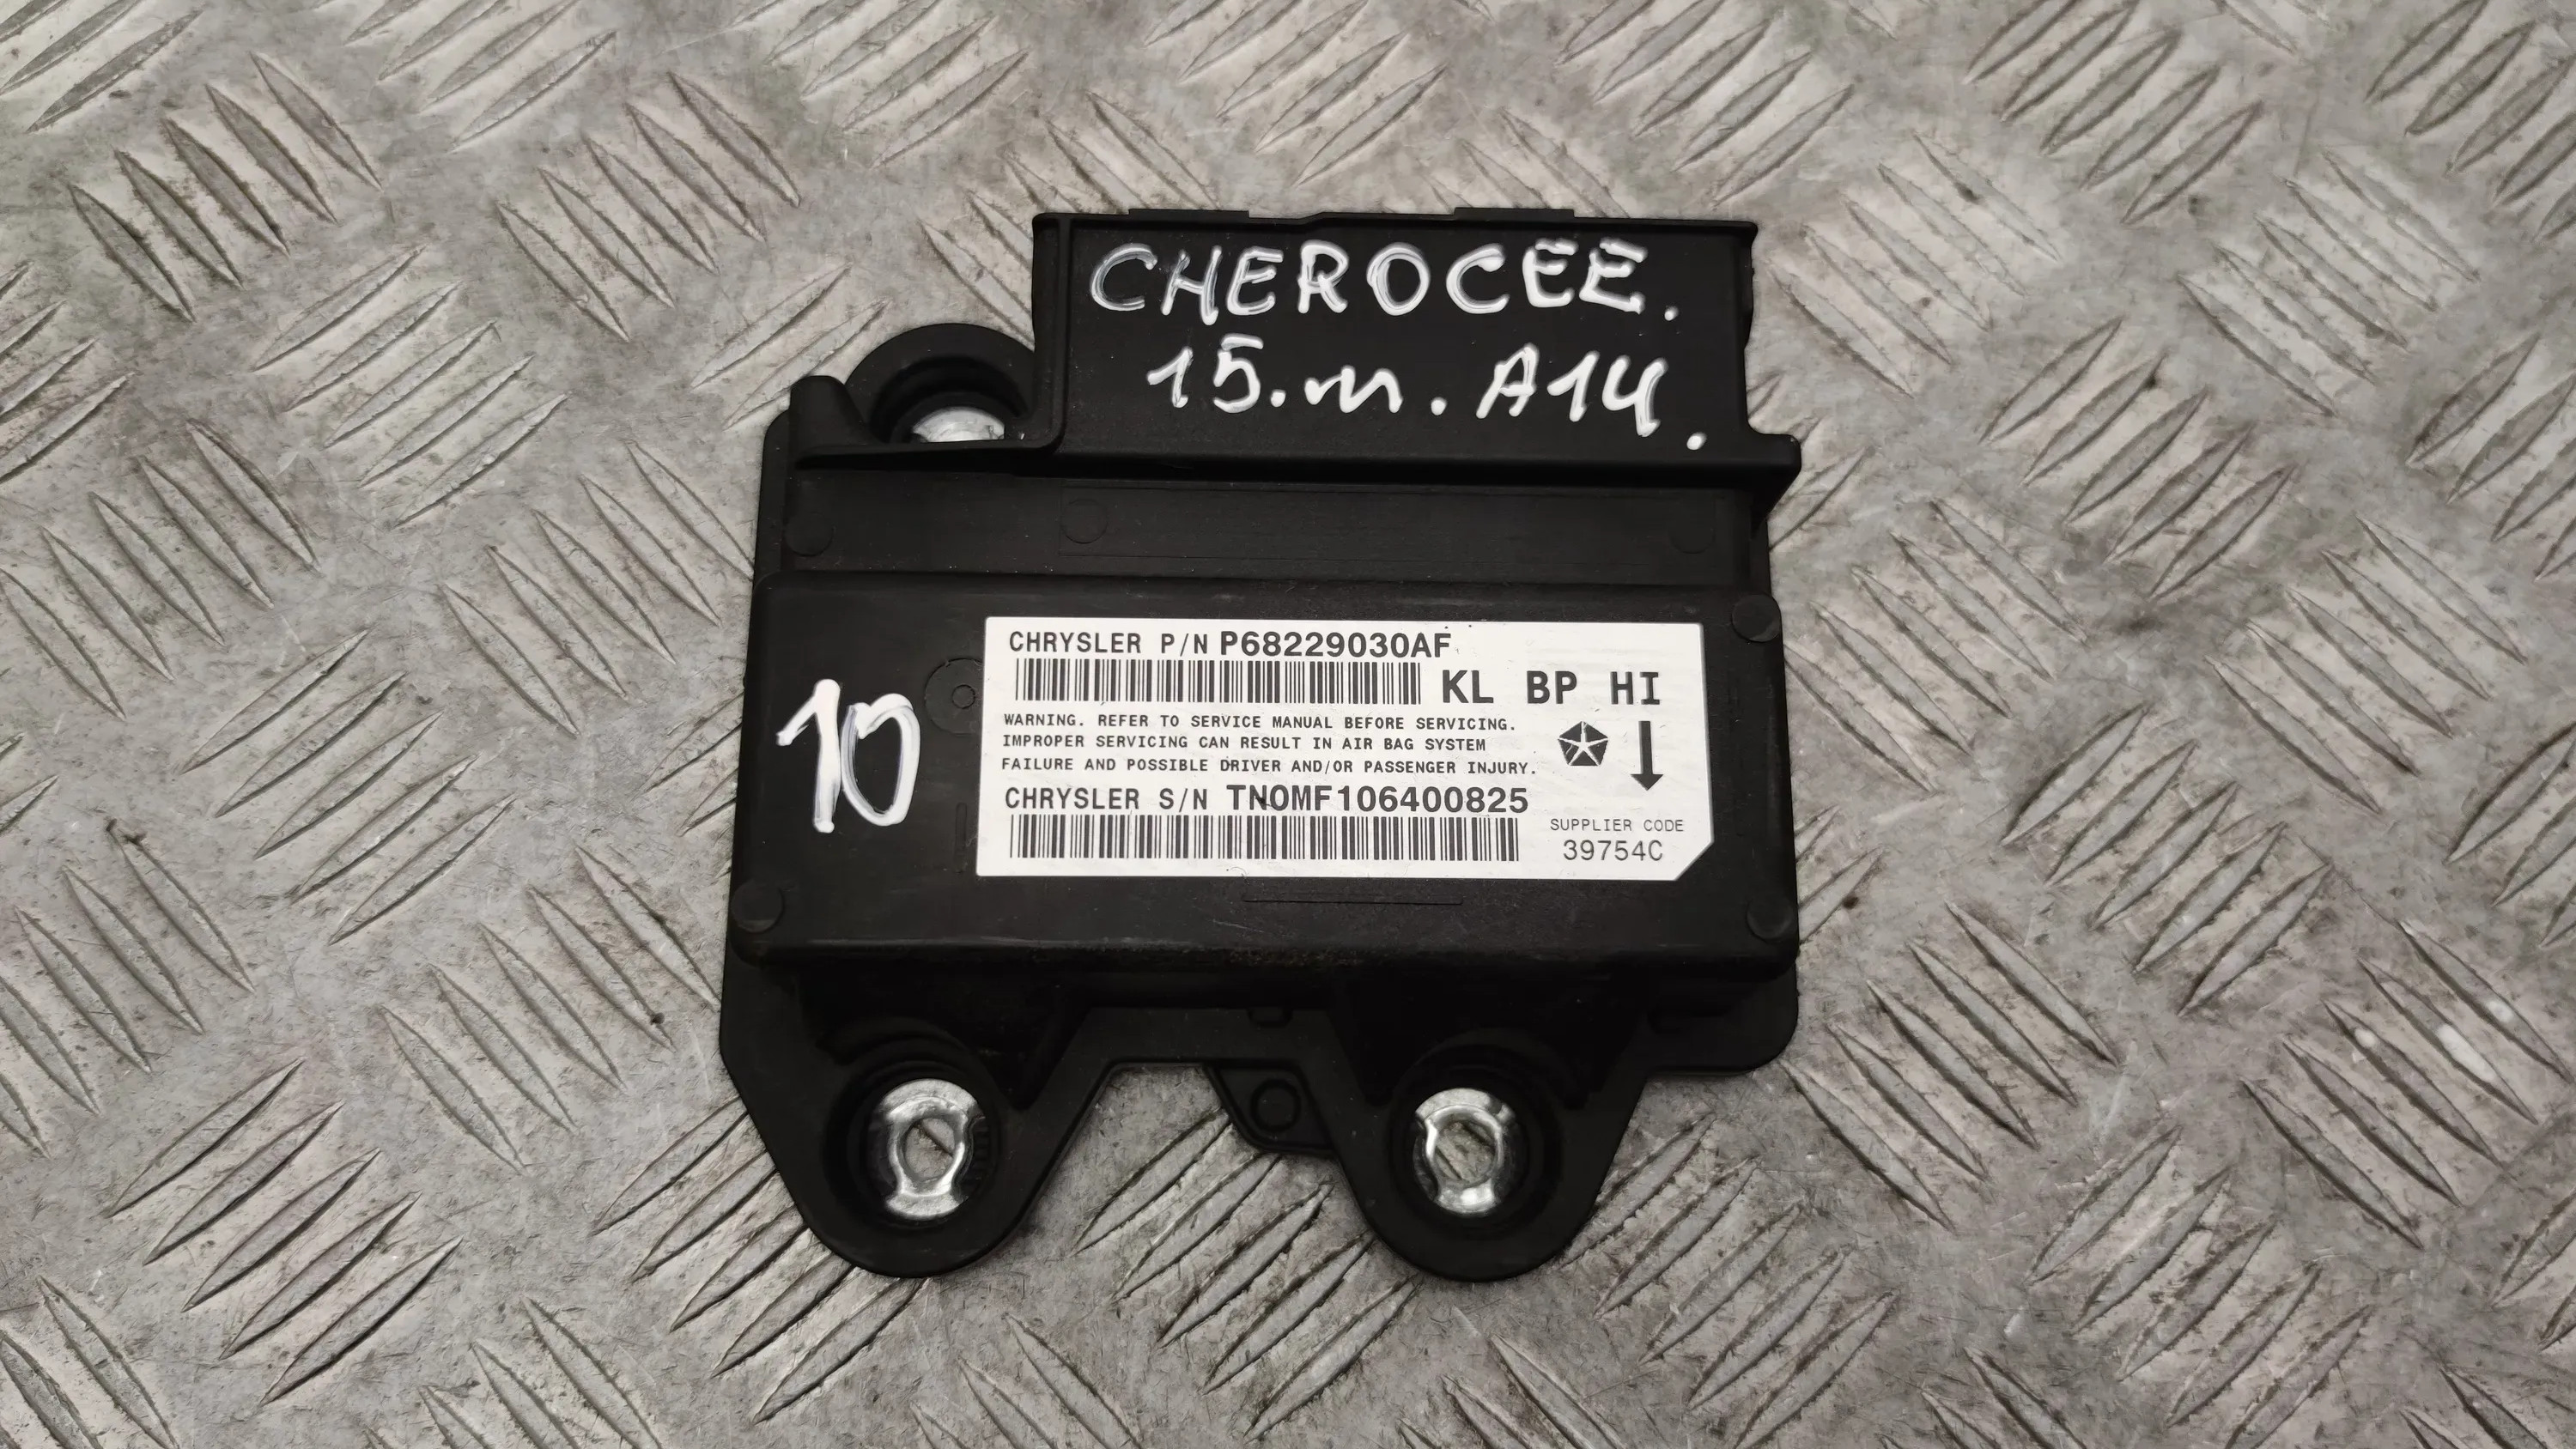 CHEROCEE.
15.m. A14.
10
CHRYSLER P/N P68229030AF
KL BP HI
WARNING. REFER TO SERVICE MANUAL BEFORE SERVICING.
IMPROPER SERVICING CAN RESULT IN AIR BAG SYSTEM
FAILURE AND POSSIBLE DRIVER AND/OR PASSENGER INJURY.
CHRYSLER S/N TN0MF106400825
SUPPLIER CODE
39754C